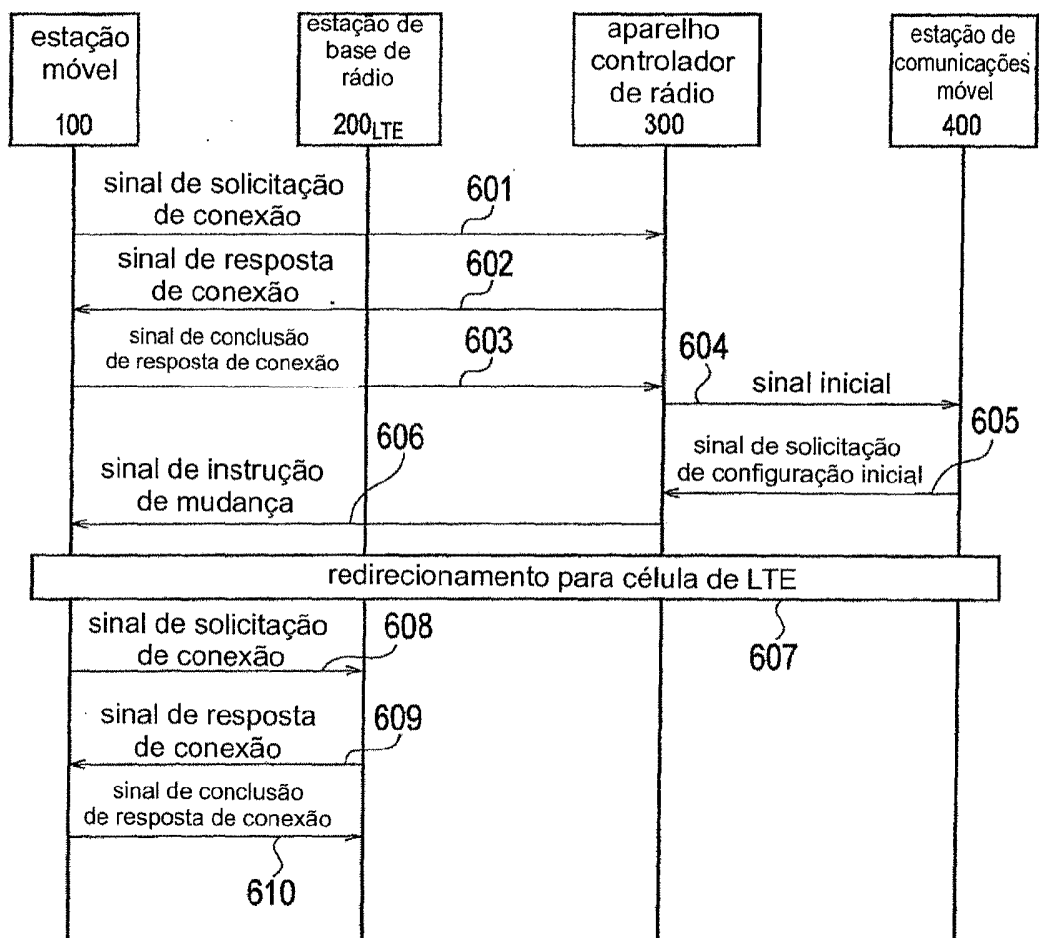 estação
móvel
100
estação de
base de
rádio
200LTE
aparelho
controlador
de rádio
300
estação de
comunicações
móvel
400
sinal de solicitação
de conexão
601
sinal de resposta
de conexão
602
sinal de conclusão
de resposta de conexão
603
604
sinal inicial
605
sinal de solicitação
de configuração inicial
606
sinal de instrução
de mudança
redirecionamento para célula de LTE
607
sinal de solicitação
de conexão
608
sinal de resposta
de conexão
609
sinal de conclusão
de resposta de conexão
610